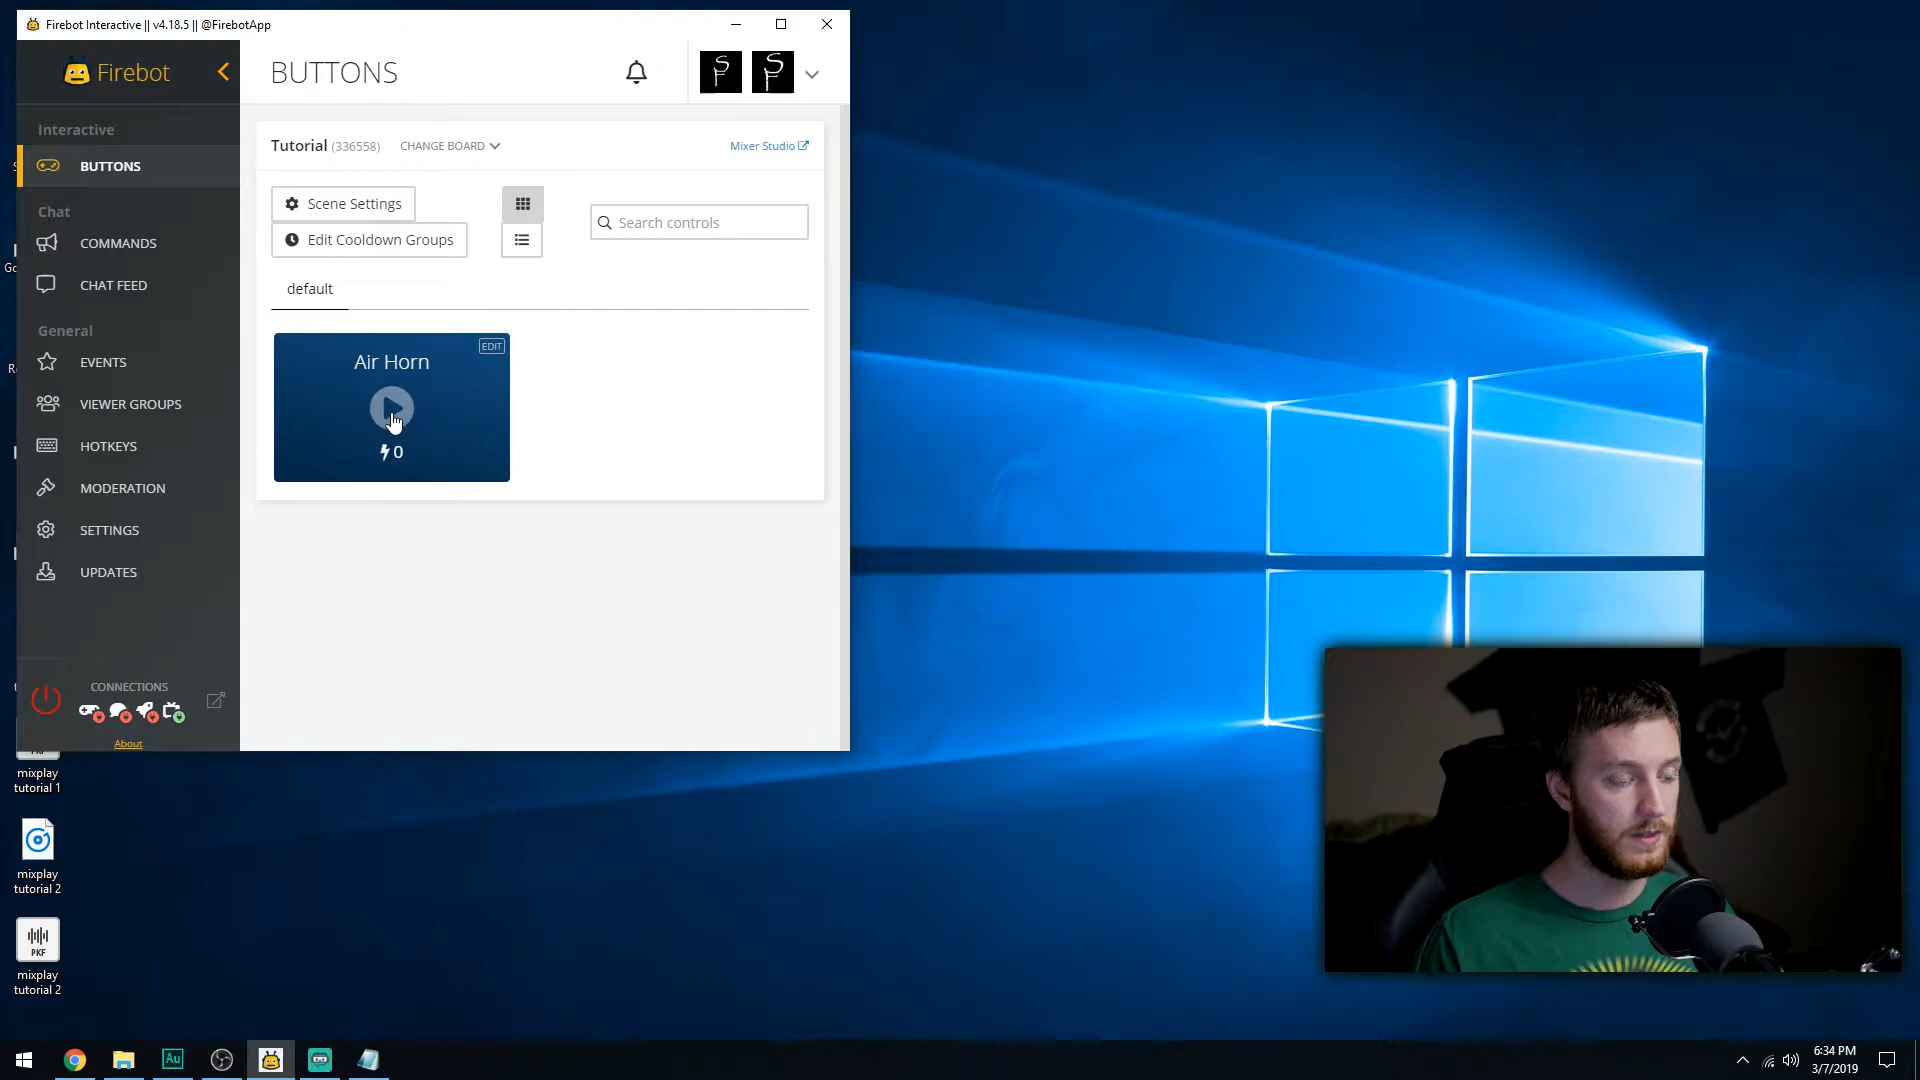 Firebot Interactive || v4.18.5 || @FirebotApp
Firebot
BUTTONS
Interactive
BUTTONS
Chat
COMMANDS
CHAT FEED
General
EVENTS
VIEWER GROUPS
HOTKEYS
MODERATION
SETTINGS
UPDATES
CONNECTIONS
About
Tutorial (336558)
CHANGE BOARD
Mixer Studio
Scene Settings
Edit Cooldown Groups
Search controls
default
EDIT
Air Horn
0
mixplay
tutorial 1
mixplay
tutorial 2
PKF
mixplay
tutorial 2
Au
6:34 PM
3/7/2019